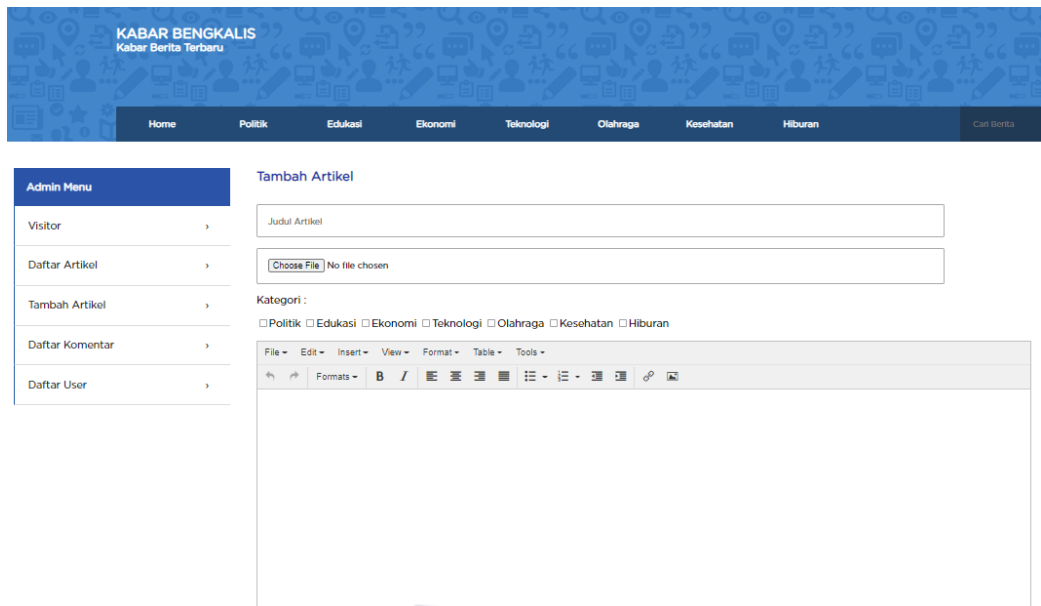 KABAR BENGKALIS
Kabar Berita Terbaru
Home Politik Edukasi Ekonomi Teknologi Olahraga Kesehatan Hiburan Cari Berita
Admin Menu
Visitor
Daftar Artikel
Tambah Artikel
Daftar Komentar
Daftar User
Tambah Artikel
Judul Artikel
Choose File No file chosen
Kategori :
Politik Edukasi Ekonomi Teknologi Olahraga Kesehatan Hiburan
File Edit Insert View Format Table Tools
Formats B I